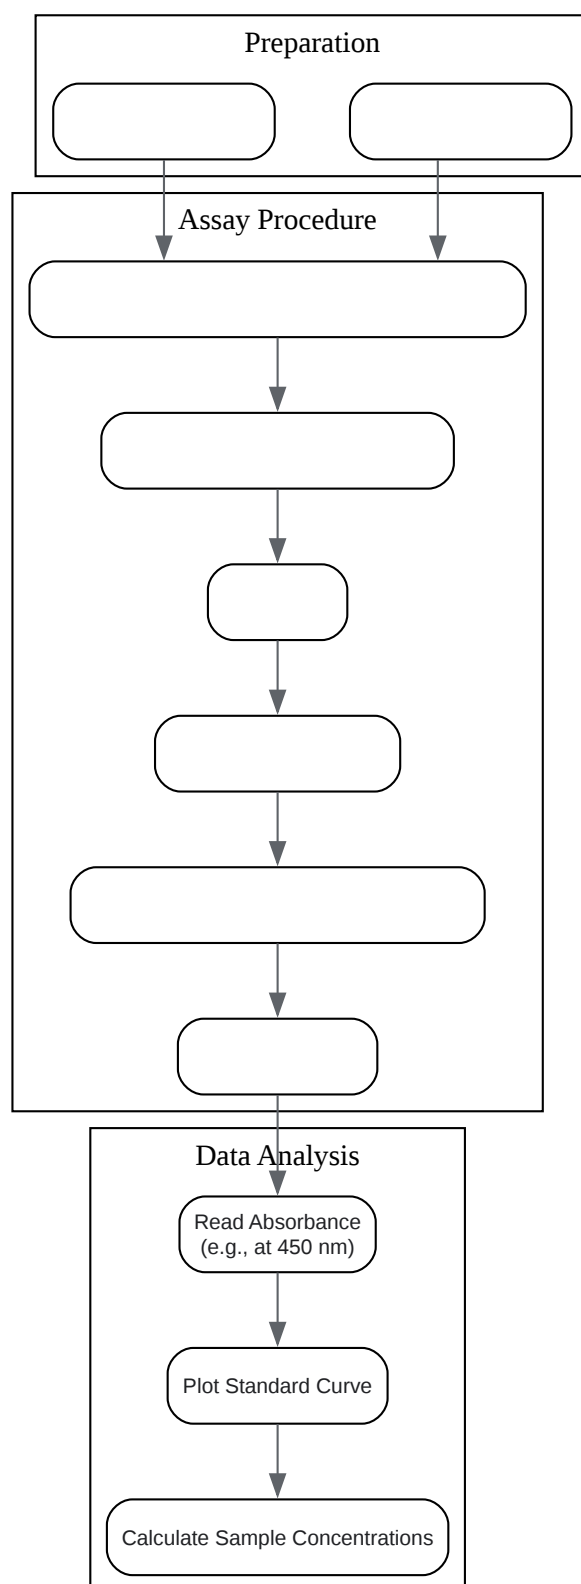 Preparation
Assay Procedure
Data Analysis
Read Absorbance
(e.g., at 450 nm)
Plot Standard Curve
Calculate Sample Concentrations